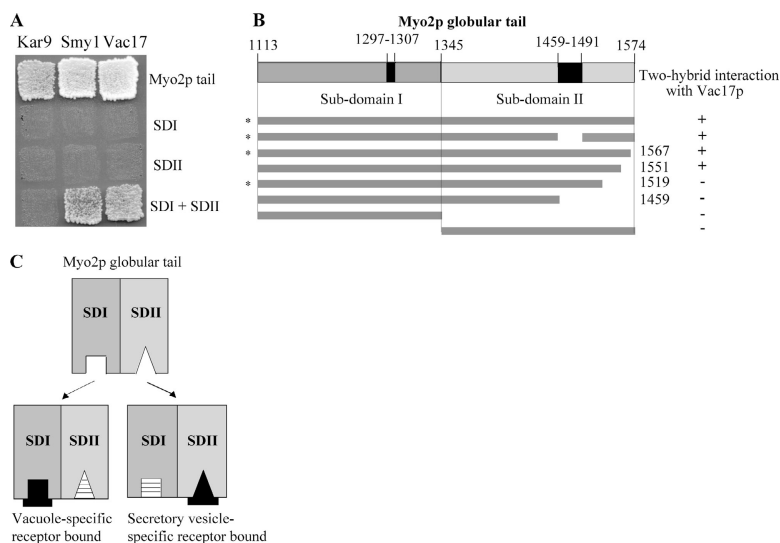 A
Kar9 Smy1 Vac17
Myo2p tail
SDI
SDII
SDI + SDII
B
Myo2p globular tail
1113
1297-1307
1345
1459-1491
1574
Sub-domain I
Sub-domain II
Two-hybrid interaction
with Vac17p
* +
* +
* 1567 +
1551 +
* 1519 -
1459 -
-
-
C
Myo2p globular tail
SDI SDII
SDI SDII
SDI SDII
Vacuole-specific
receptor bound
Secretory vesicle-
specific receptor bound